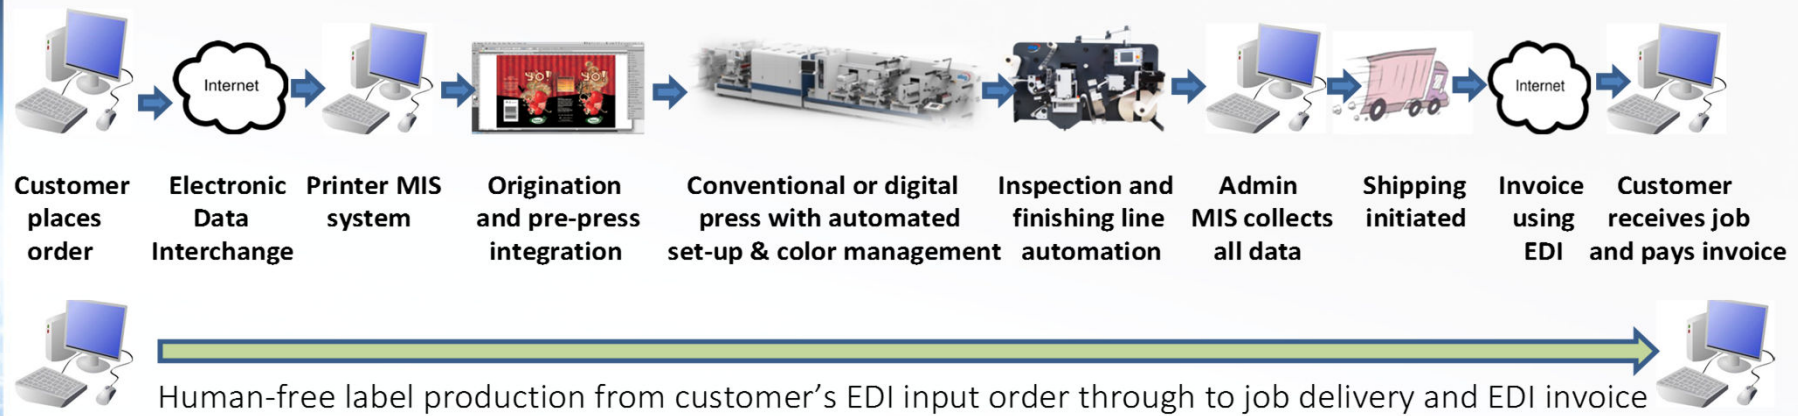 Internet
Internet
Customer
places
order
Electronic
Data
Interchange
Printer MIS
system
Origination
and pre-press
integration
Conventional or digital
press with automated
set-up & color management
Inspection and
finishing line
automation
Admin
MIS collects
all data
Shipping
initiated
Invoice
using
EDI
Customer
receives job
and pays invoice
Human-free label production from customer’s EDI input order through to job delivery and EDI invoice